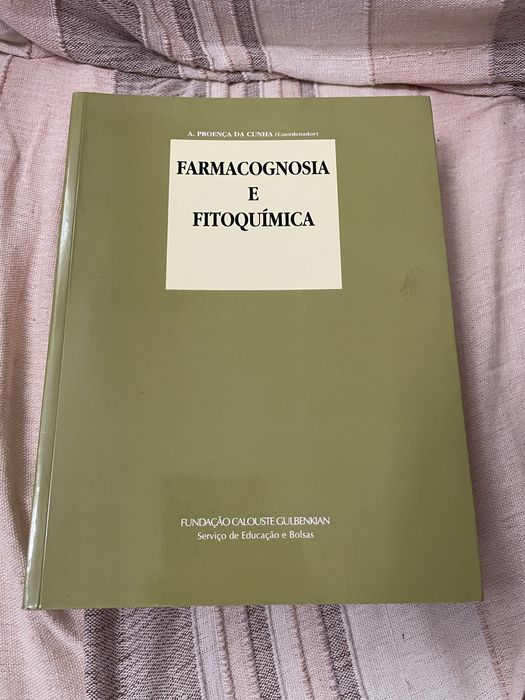 A. PROENÇA DA CUNHA (Coordenador)
FARMACOGNOSIA
E
FITOQUÍMICA
FUNDAÇÃO CALOUSTE GULBENKIAN
Serviço de Educação e Bolsas